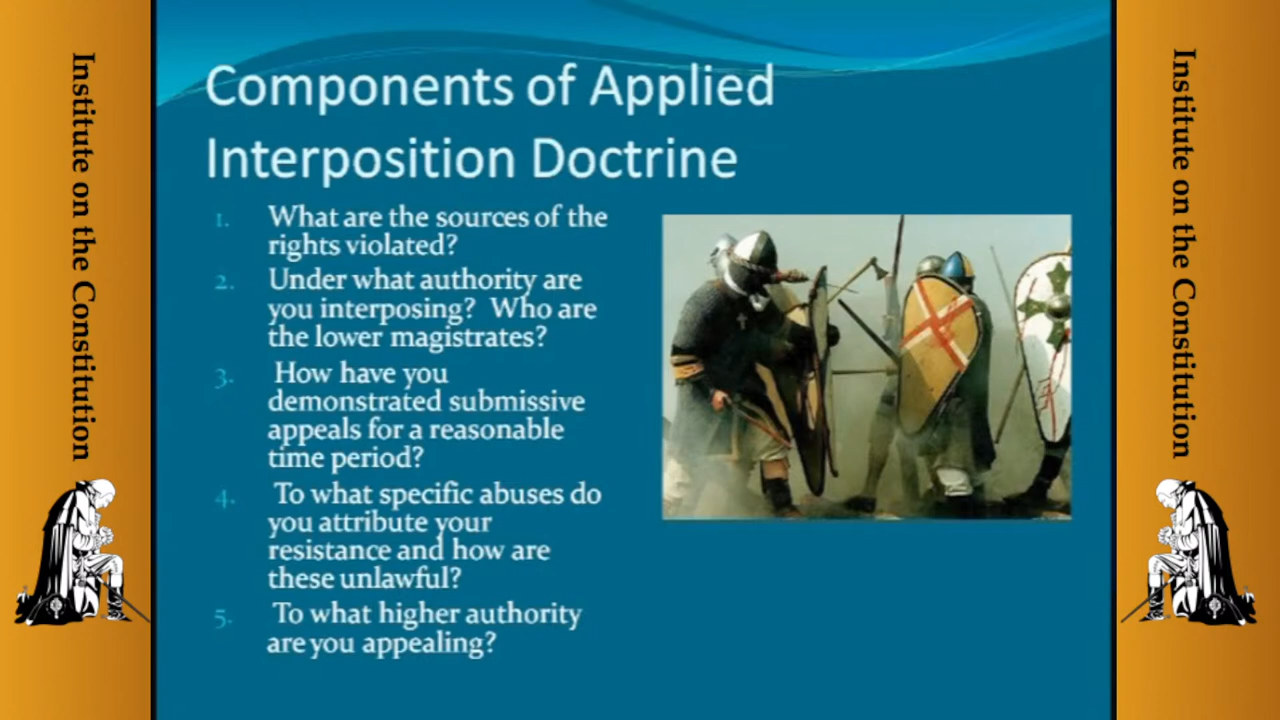 Institute on the Constitution
Components of Applied
Interposition Doctrine
1. What are the sources of the
rights violated?
2. Under what authority are
you interposing? Who are
the lower magistrates?
3. How have you
demonstrated submissive
appeals for a reasonable
time period?
4. To what specific abuses do
you attribute your
resistance and how are
these unlawful?
5. To what higher authority
are you appealing?
Institute on the Constitution